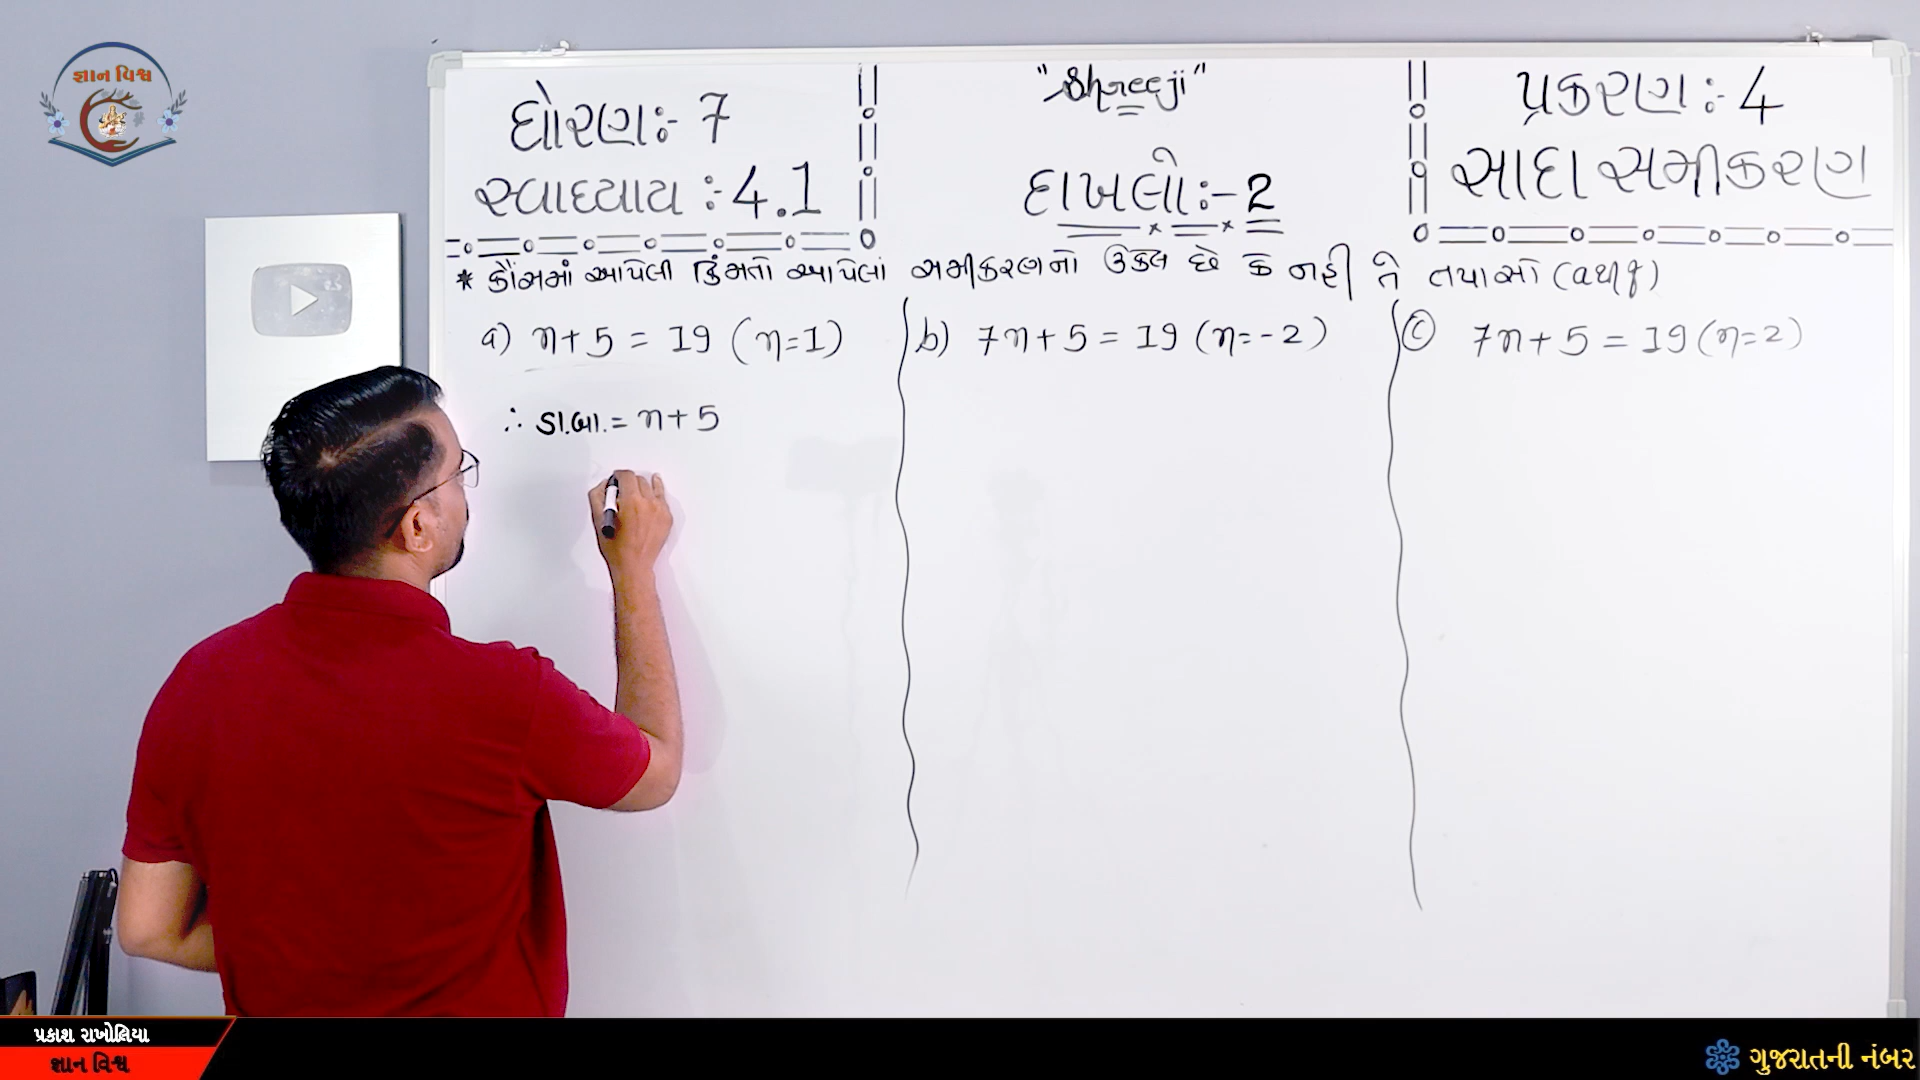 જ્ઞાન વિશ્વ
ધોરણ:- 7
સ્વાધ્યાય :- 4.1
"Shreeji"
દાખલો:- 2
પ્રકરણ:- 4
સાદા સમીકરણ
* કૌંસમાં આપેલી કિંમતો આપેલાં સમીકરણનો ઉકેલ છે કે નહી તે તપાસો (a થી f)
a) n + 5 = 19 (n=1)
∴ ડા.બા. = n + 5
b) 7n + 5 = 19 (n=-2)
c) 7n + 5 = 19 (n=2)
પ્રકાશ રાખોલિયા
જ્ઞાન વિશ્વ
ગુજરાતની નંબર